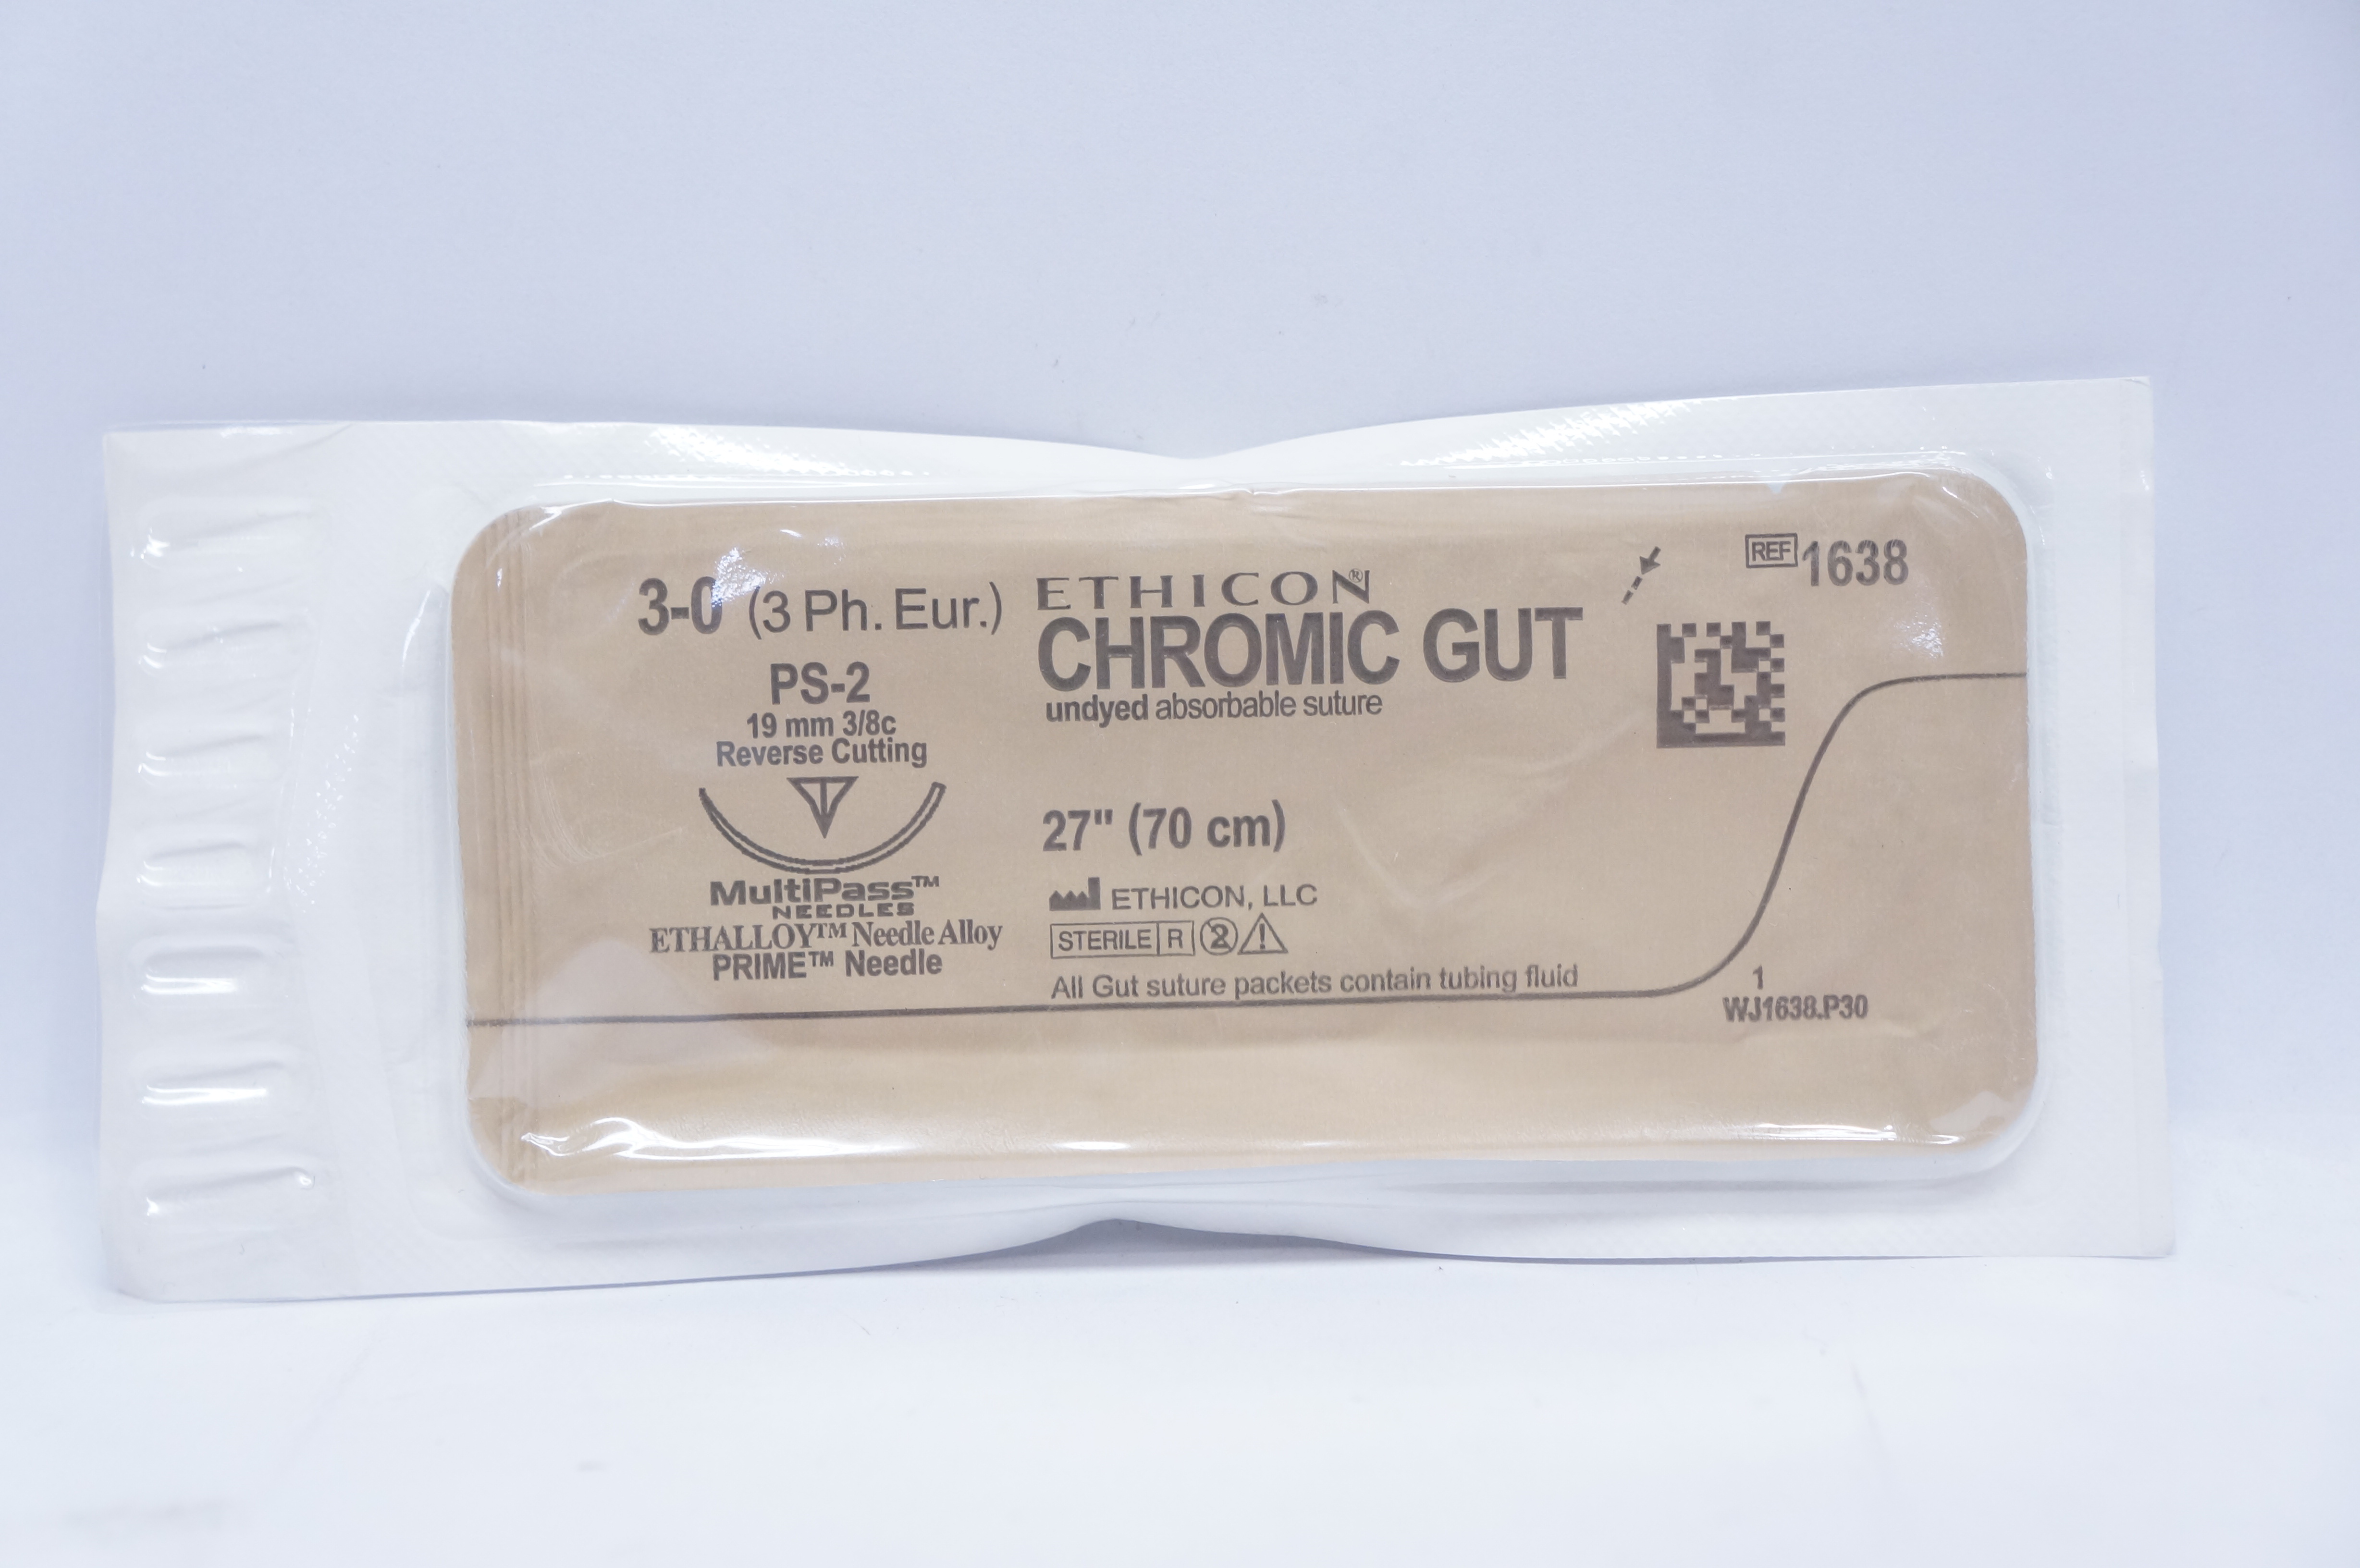 3-0 (3 Ph. Eur.)
PS-2
19 mm 3/8c
Reverse Cutting
MultiPass™
NEEDLES
ETHALLOY™ Needle Alloy
PRIME™ Needle
ETHICON®
CHROMIC GUT
undyed absorbable suture
27" (70 cm)
ETHICON, LLC
STERILE R 2
All Gut suture packets contain tubing fluid
REF 1638
1
WJ1638.P30